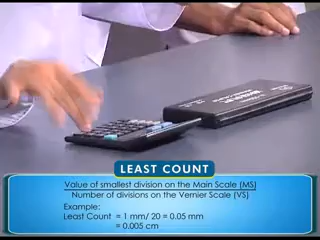 LEAST COUNT
Value of smallest division on the Main Scale (MS)
Number of divisions on the Vernier Scale (VS)
Example:
Least Count = 1 mm/ 20 = 0.05 mm
= 0.005 cm